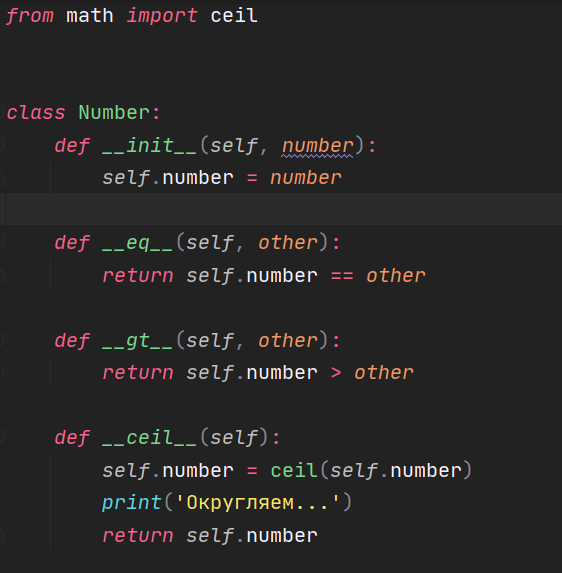 from math import ceil
class Number:
    def __init__(self, number):
        self.number = number
    def __eq__(self, other):
        return self.number == other
    def __gt__(self, other):
        return self.number > other
    def __ceil__(self):
        self.number = ceil(self.number)
        print('Округляем...')
        return self.number